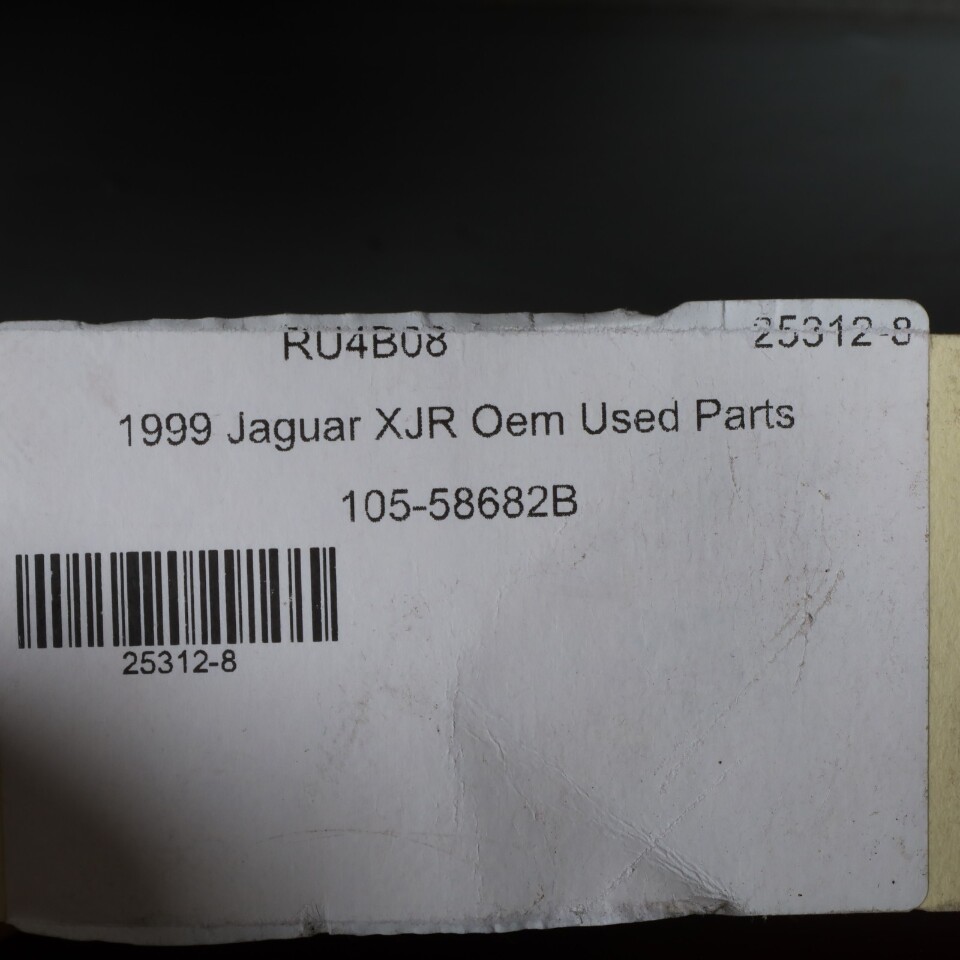 RU4B08 25312-8
1999 Jaguar XJR Oem Used Parts
105-58682B
25312-8